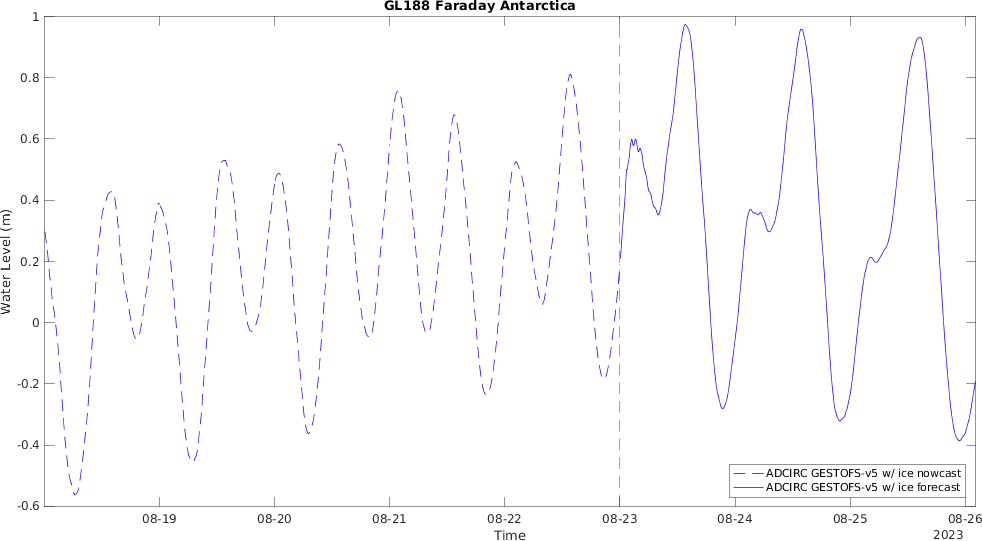 GL188 Faraday Antarctica
Water Level (m)
1
0.8
0.6
0.4
0.2
0
-0.2
-0.4
-0.6
08-19 08-20 08-21 08-22 08-23 08-24 08-25 08-26
Time
2023
ADCIRC GESTOFS-v5 w/ ice nowcast
ADCIRC GESTOFS-v5 w/ ice forecast